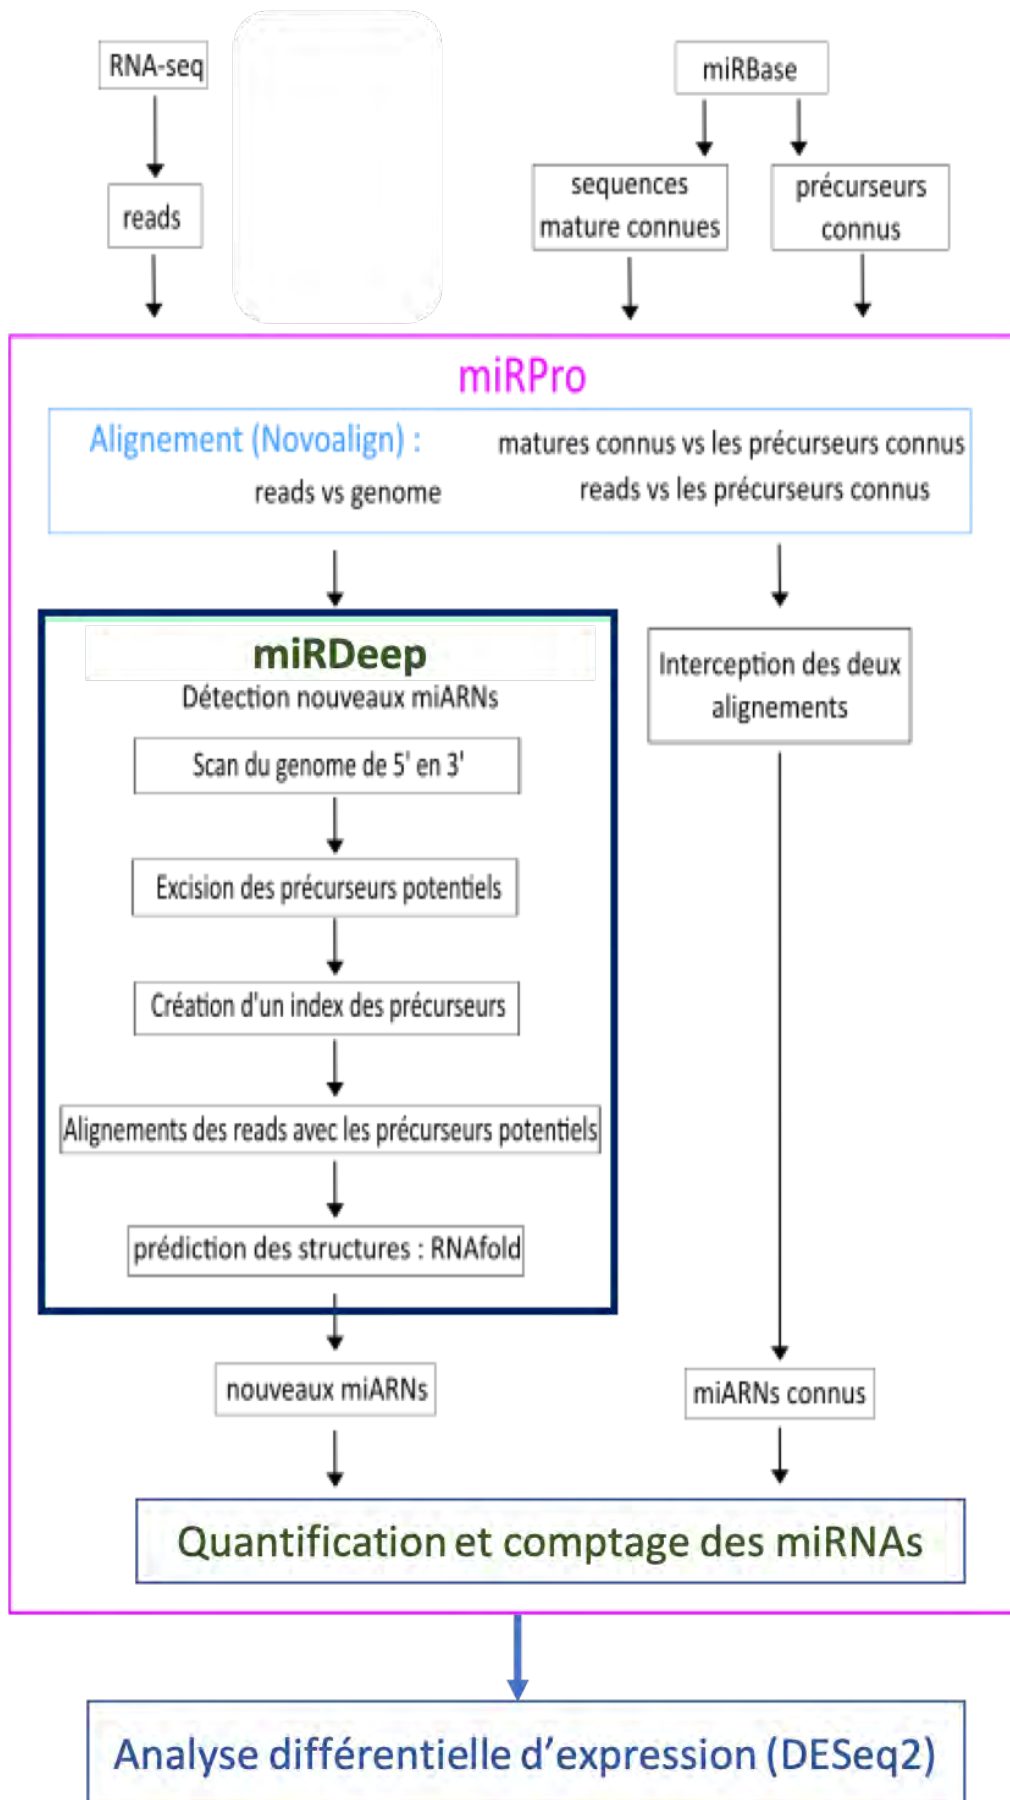 RNA-seq
miRBase
reads
sequences
mature connues
précurseurs
connus
miRPro
Alignement (Novoalign) :
reads vs genome
matures connus vs les précurseurs connus
reads vs les précurseurs connus
miRDeep
Détection nouveaux miARNs
Scan du genome de 5' en 3'
Excision des précurseurs potentiels
Création d'un index des précurseurs
Alignements des reads avec les précurseurs potentiels
prédiction des structures : RNAfold
nouveaux miARNs
Interception des deux
alignements
miARNs connus
Quantification et comptage des miRNAs
Analyse différentielle d’expression (DESeq2)